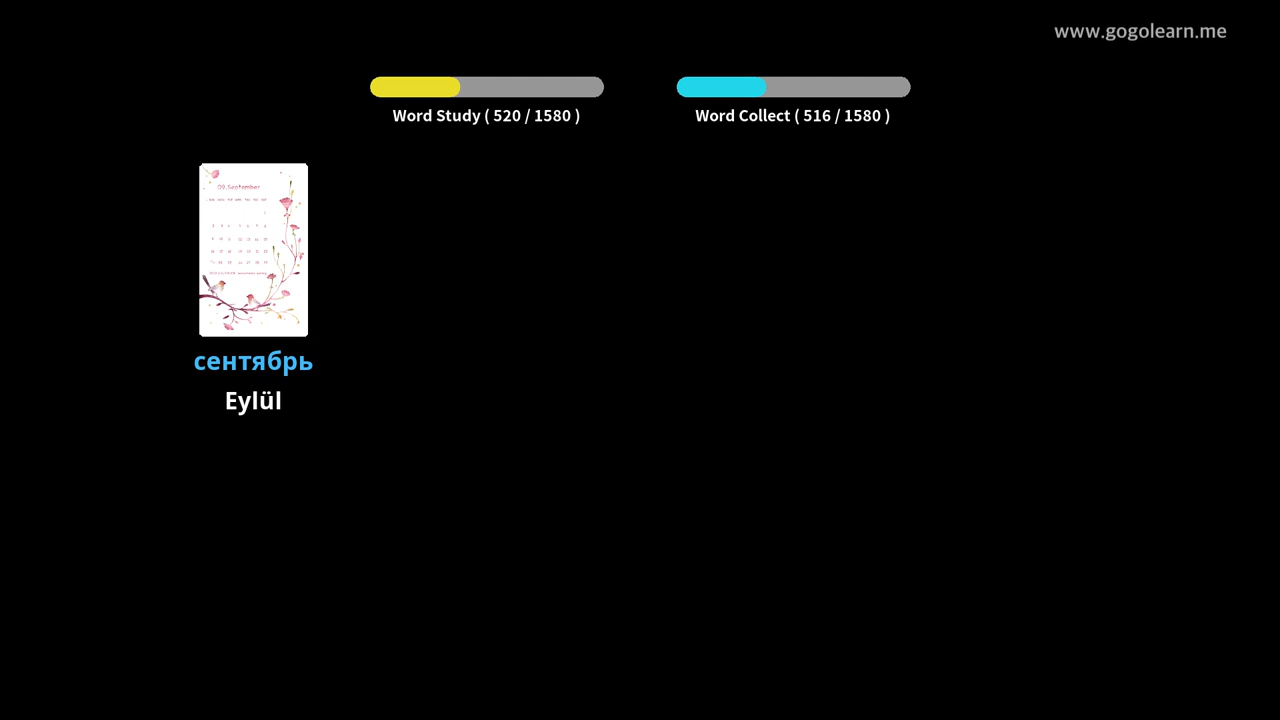 www.gogolearn.me
Word Study ( 520 / 1580 )
Word Collect ( 516 / 1580 )
09.September
сентябрь
Eylül